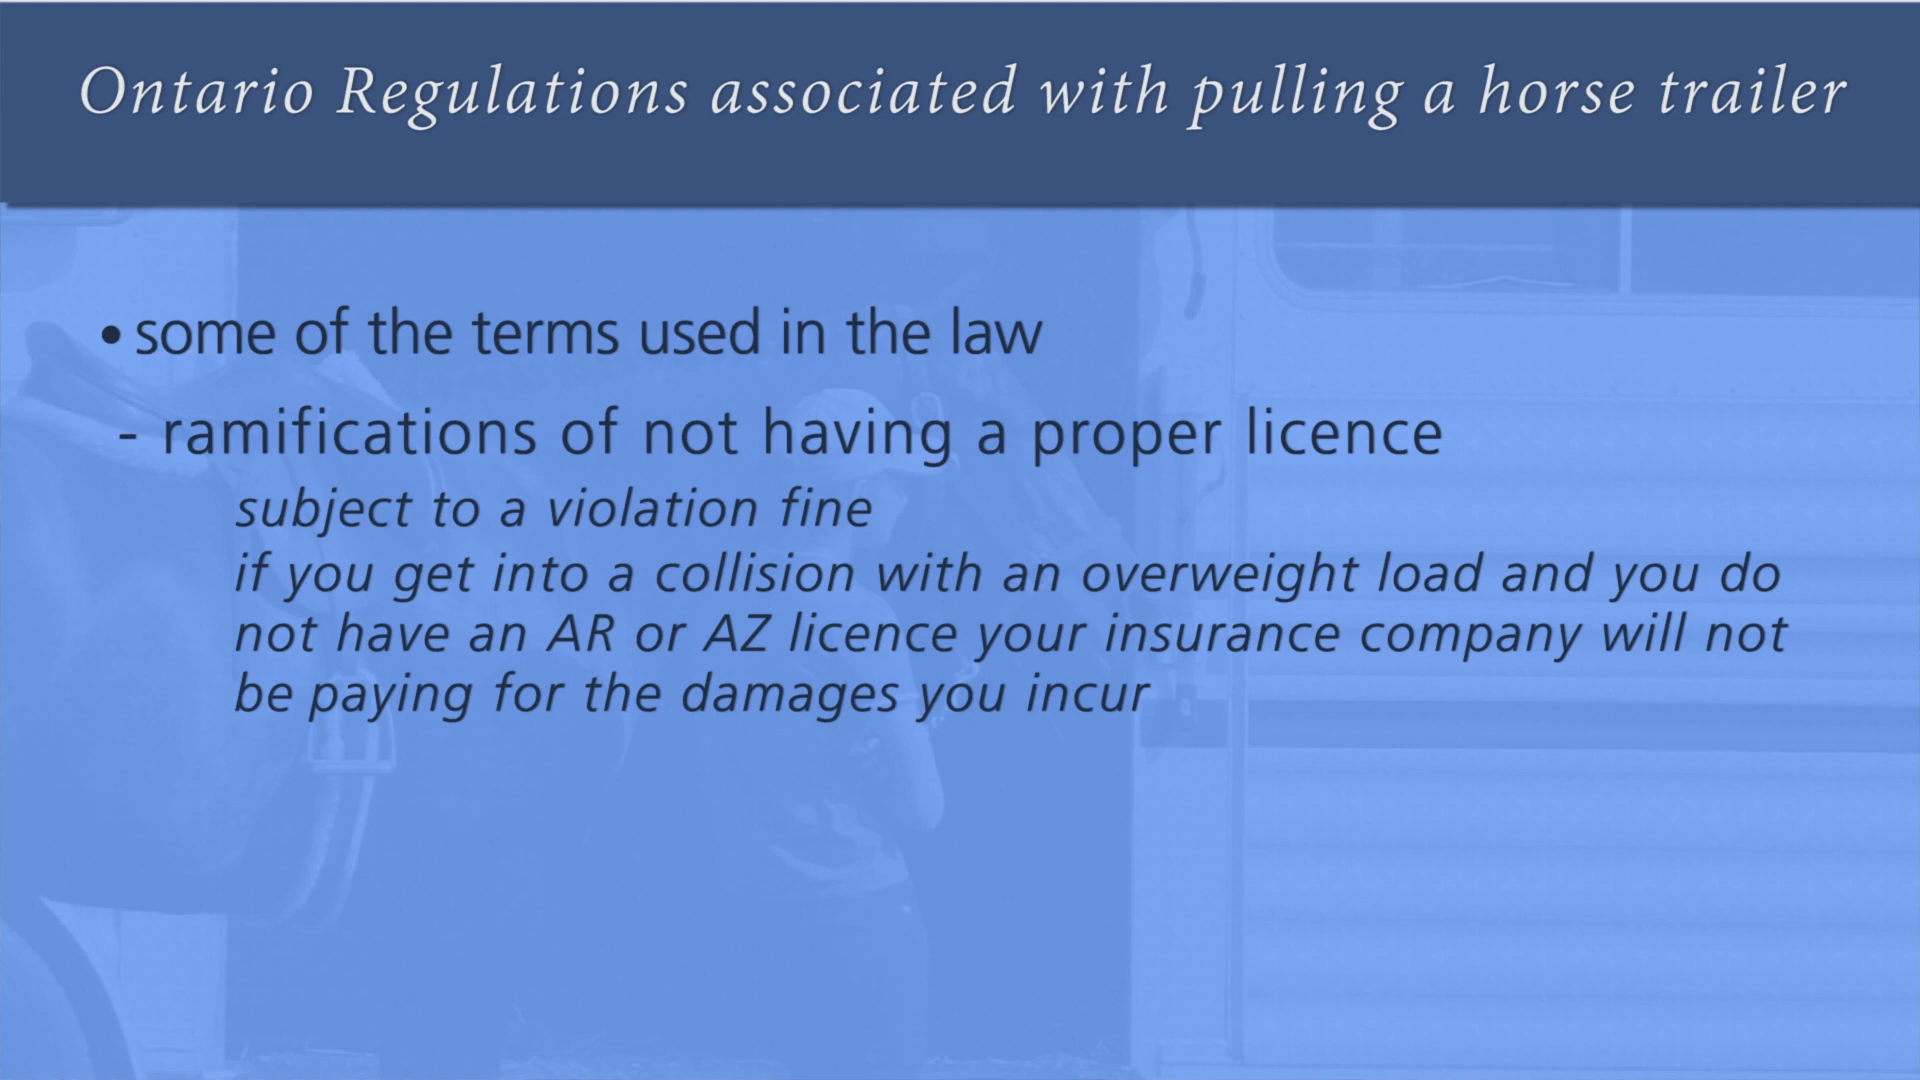 Ontario Regulations associated with pulling a horse trailer
• some of the terms used in the law
- ramifications of not having a proper licence
subject to a violation fine
if you get into a collision with an overweight load and you do
not have an AR or AZ licence your insurance company will not
be paying for the damages you incur